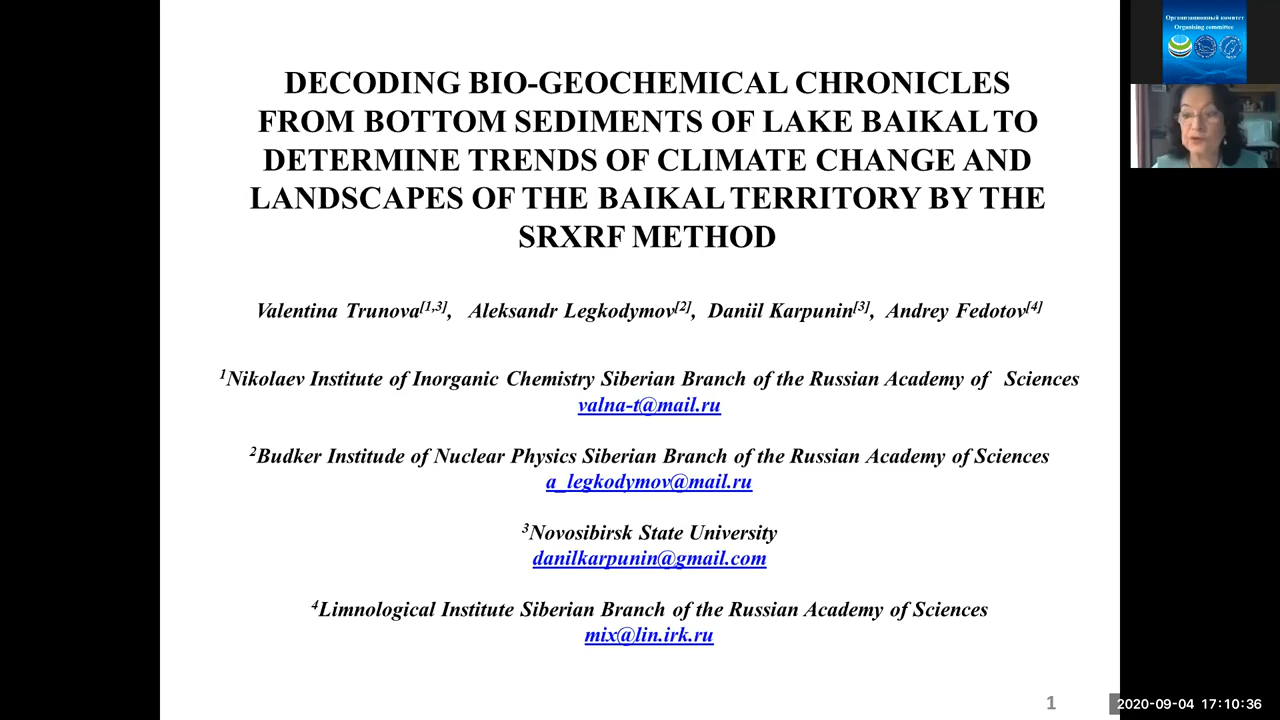 DECODING BIO-GEOCHEMICAL CHRONICLES
FROM BOTTOM SEDIMENTS OF LAKE BAIKAL TO
DETERMINE TRENDS OF CLIMATE CHANGE AND
LANDSCAPES OF THE BAIKAL TERRITORY BY THE
SRXRF METHOD
Valentina Trunova[1,3], Aleksandr Legkodymov[2], Daniil Karpunin[3], Andrey Fedotov[4]
1Nikolaev Institute of Inorganic Chemistry Siberian Branch of the Russian Academy of Sciences
valna-t@mail.ru
2Budker Institude of Nuclear Physics Siberian Branch of the Russian Academy of Sciences
a_legkodymov@mail.ru
3Novosibirsk State University
danilkarpunin@gmail.com
4Limnological Institute Siberian Branch of the Russian Academy of Sciences
mix@lin.irk.ru
1
Организационный комитет
Organising committee
2020-09-04 17:10:36